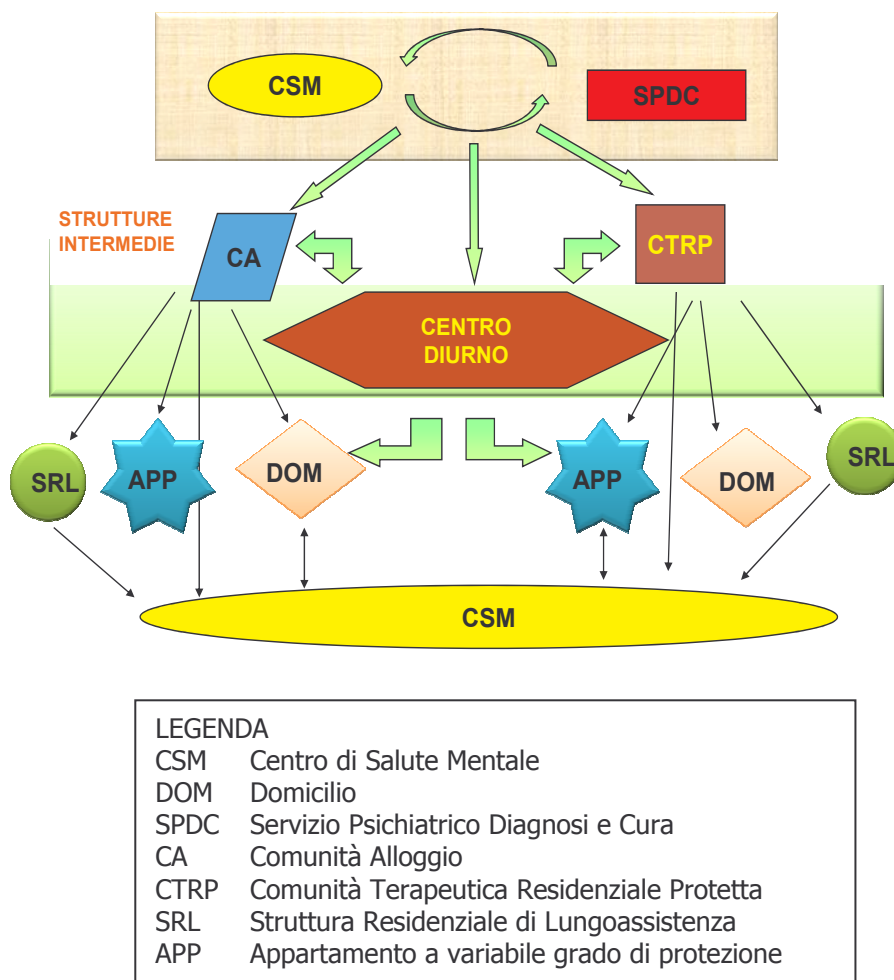 CSM
SPDC
STRUTTURE
INTERMEDIE
CA
CTRP
CENTRO
DIURNO
SRL
APP
DOM
APP
DOM
SRL
CSM
LEGENDA
CSM Centro di Salute Mentale
DOM Domicilio
SPDC Servizio Psichiatrico Diagnosi e Cura
CA Comunità Alloggio
CTRP Comunità Terapeutica Residenziale Protetta
SRL Struttura Residenziale di Lungoassistenza
APP Appartamento a variabile grado di protezione